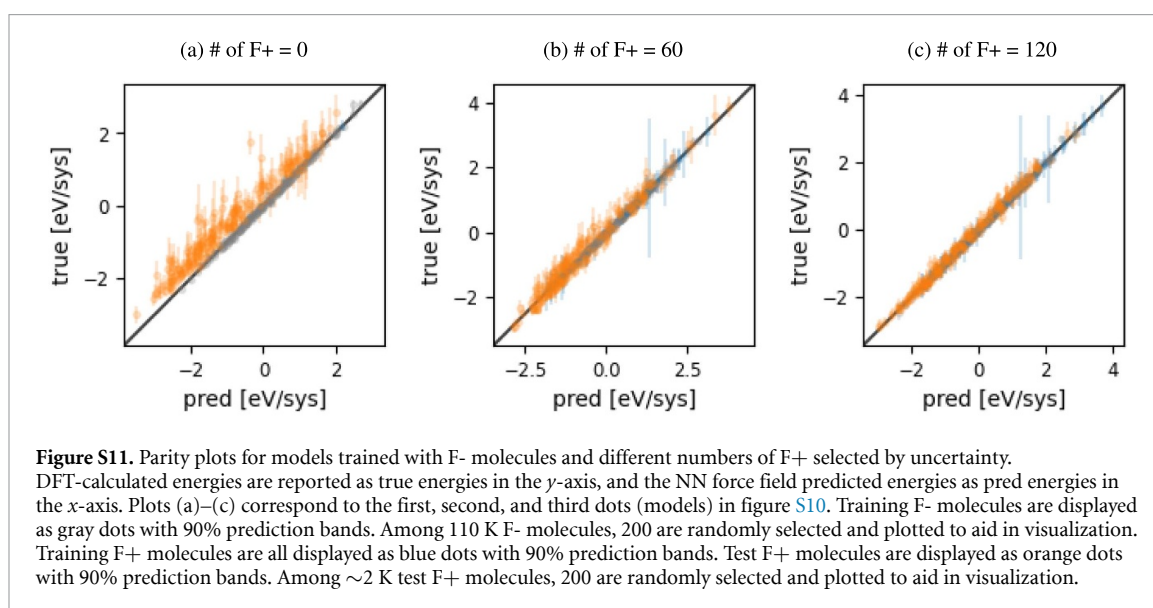 (a) # of F+ = 0
(b) # of F+ = 60
(c) # of F+ = 120
2
0
−2
true [eV/sys]
−2 0 2
pred [eV/sys]
4
2
0
−2
true [eV/sys]
−2.5 0.0 2.5
pred [eV/sys]
4
2
0
−2
true [eV/sys]
−2 0 2 4
pred [eV/sys]
Figure S11. Parity plots for models trained with F- molecules and different numbers of F+ selected by uncertainty.
DFT-calculated energies are reported as true energies in the y-axis, and the NN force field predicted energies as pred energies in
the x-axis. Plots (a)–(c) correspond to the first, second, and third dots (models) in figure S10. Training F- molecules are displayed
as gray dots with 90% prediction bands. Among 110 K F- molecules, 200 are randomly selected and plotted to aid in visualization.
Training F+ molecules are all displayed as blue dots with 90% prediction bands. Test F+ molecules are displayed as orange dots
with 90% prediction bands. Among ∼2 K test F+ molecules, 200 are randomly selected and plotted to aid in visualization.